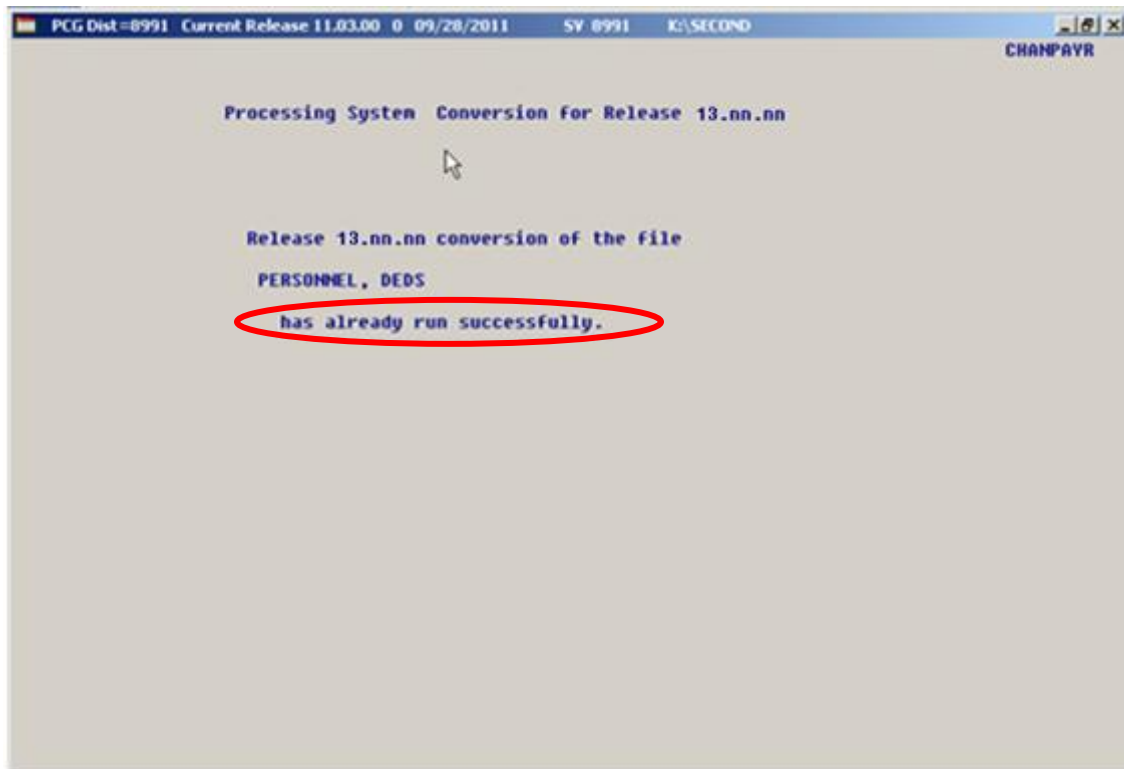 PCG Dist=8991 Current Release 11.03.00 0 09/28/2011 SV 8991 K:\SECOND
CHANPAYR
Processing System Conversion for Release 13.nn.nn
Release 13.nn.nn conversion of the file
PERSONNEL, DEDS
has already run successfully.